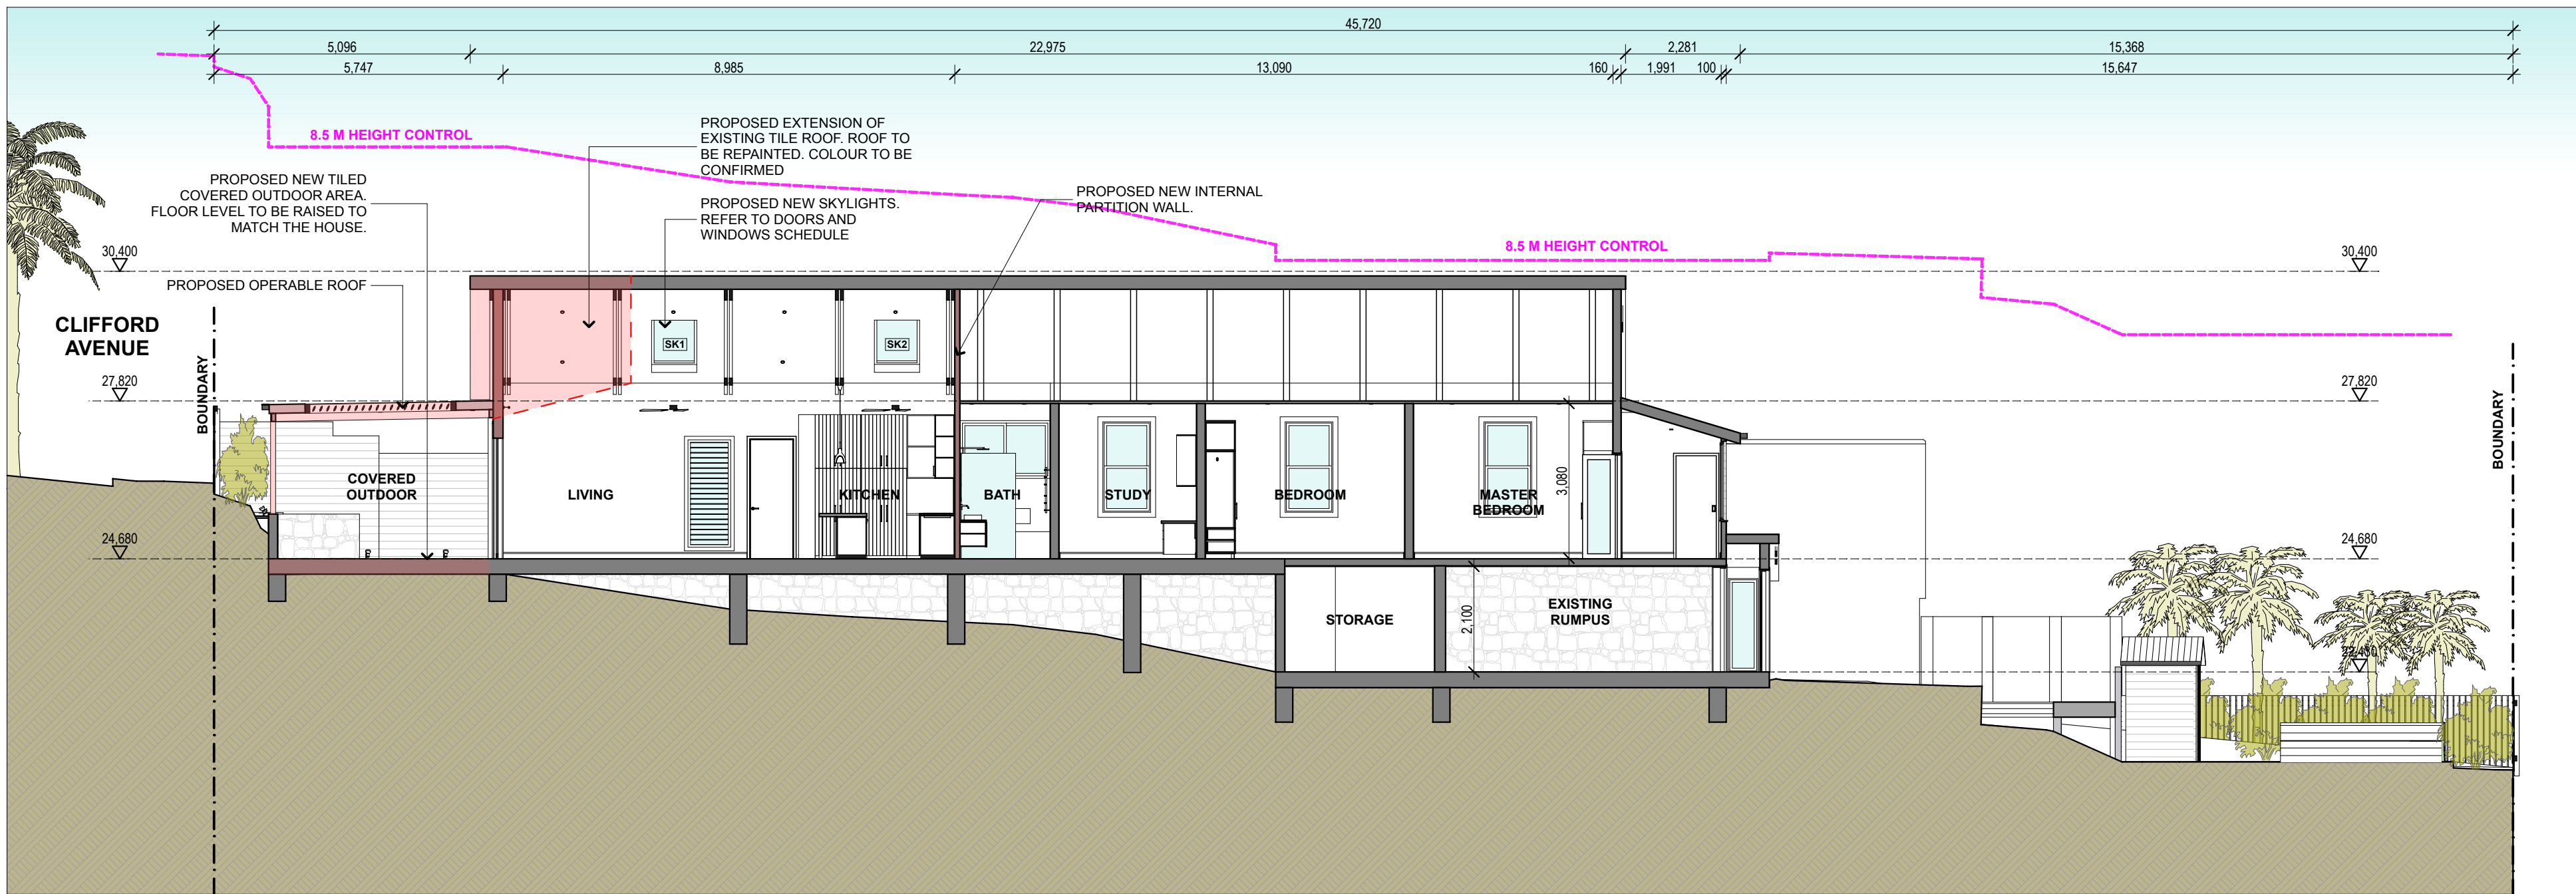 45,720
5,096
22,975
2,281
15,368
5,747
8,985
13,090
160
1,991
100
15,647
8.5 M HEIGHT CONTROL
PROPOSED EXTENSION OF
EXISTING TILE ROOF. ROOF TO
BE REPAINTED. COLOUR TO BE
CONFIRMED
PROPOSED NEW TILED
COVERED OUTDOOR AREA.
FLOOR LEVEL TO BE RAISED TO
MATCH THE HOUSE.
PROPOSED NEW SKYLIGHTS.
REFER TO DOORS AND
WINDOWS SCHEDULE
PROPOSED NEW INTERNAL
PARTITION WALL.
8.5 M HEIGHT CONTROL
30,400
30,400
PROPOSED OPERABLE ROOF
CLIFFORD
AVENUE
SK1
SK2
BOUNDARY
27,820
27,820
BOUNDARY
COVERED
OUTDOOR
LIVING
KITCHEN
BATH
STUDY
BEDROOM
MASTER
BEDROOM
3,080
24,680
24,680
STORAGE
2,100
EXISTING
RUMPUS